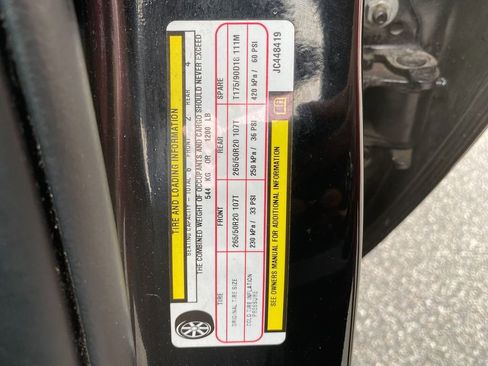 TIRE AND LOADING INFORMATION
SEATING CAPACITY - TOTAL 6 FRONT 2 REAR 4
THE COMBINED WEIGHT OF OCCUPANTS AND CARGO SHOULD NEVER EXCEED
544 KG OR 1200 LB
TIRE FRONT REAR SPARE
ORIGINAL TIRE SIZE 265/50R20 107T 265/50R20 107T T175/90D18 111M
COLD TIRE INFLATION PRESSURE 230 kPa / 33 PSI 250 kPa / 36 PSI 420 kPa / 60 PSI
SEE OWNERS MANUAL FOR ADDITIONAL INFORMATION
JC448419